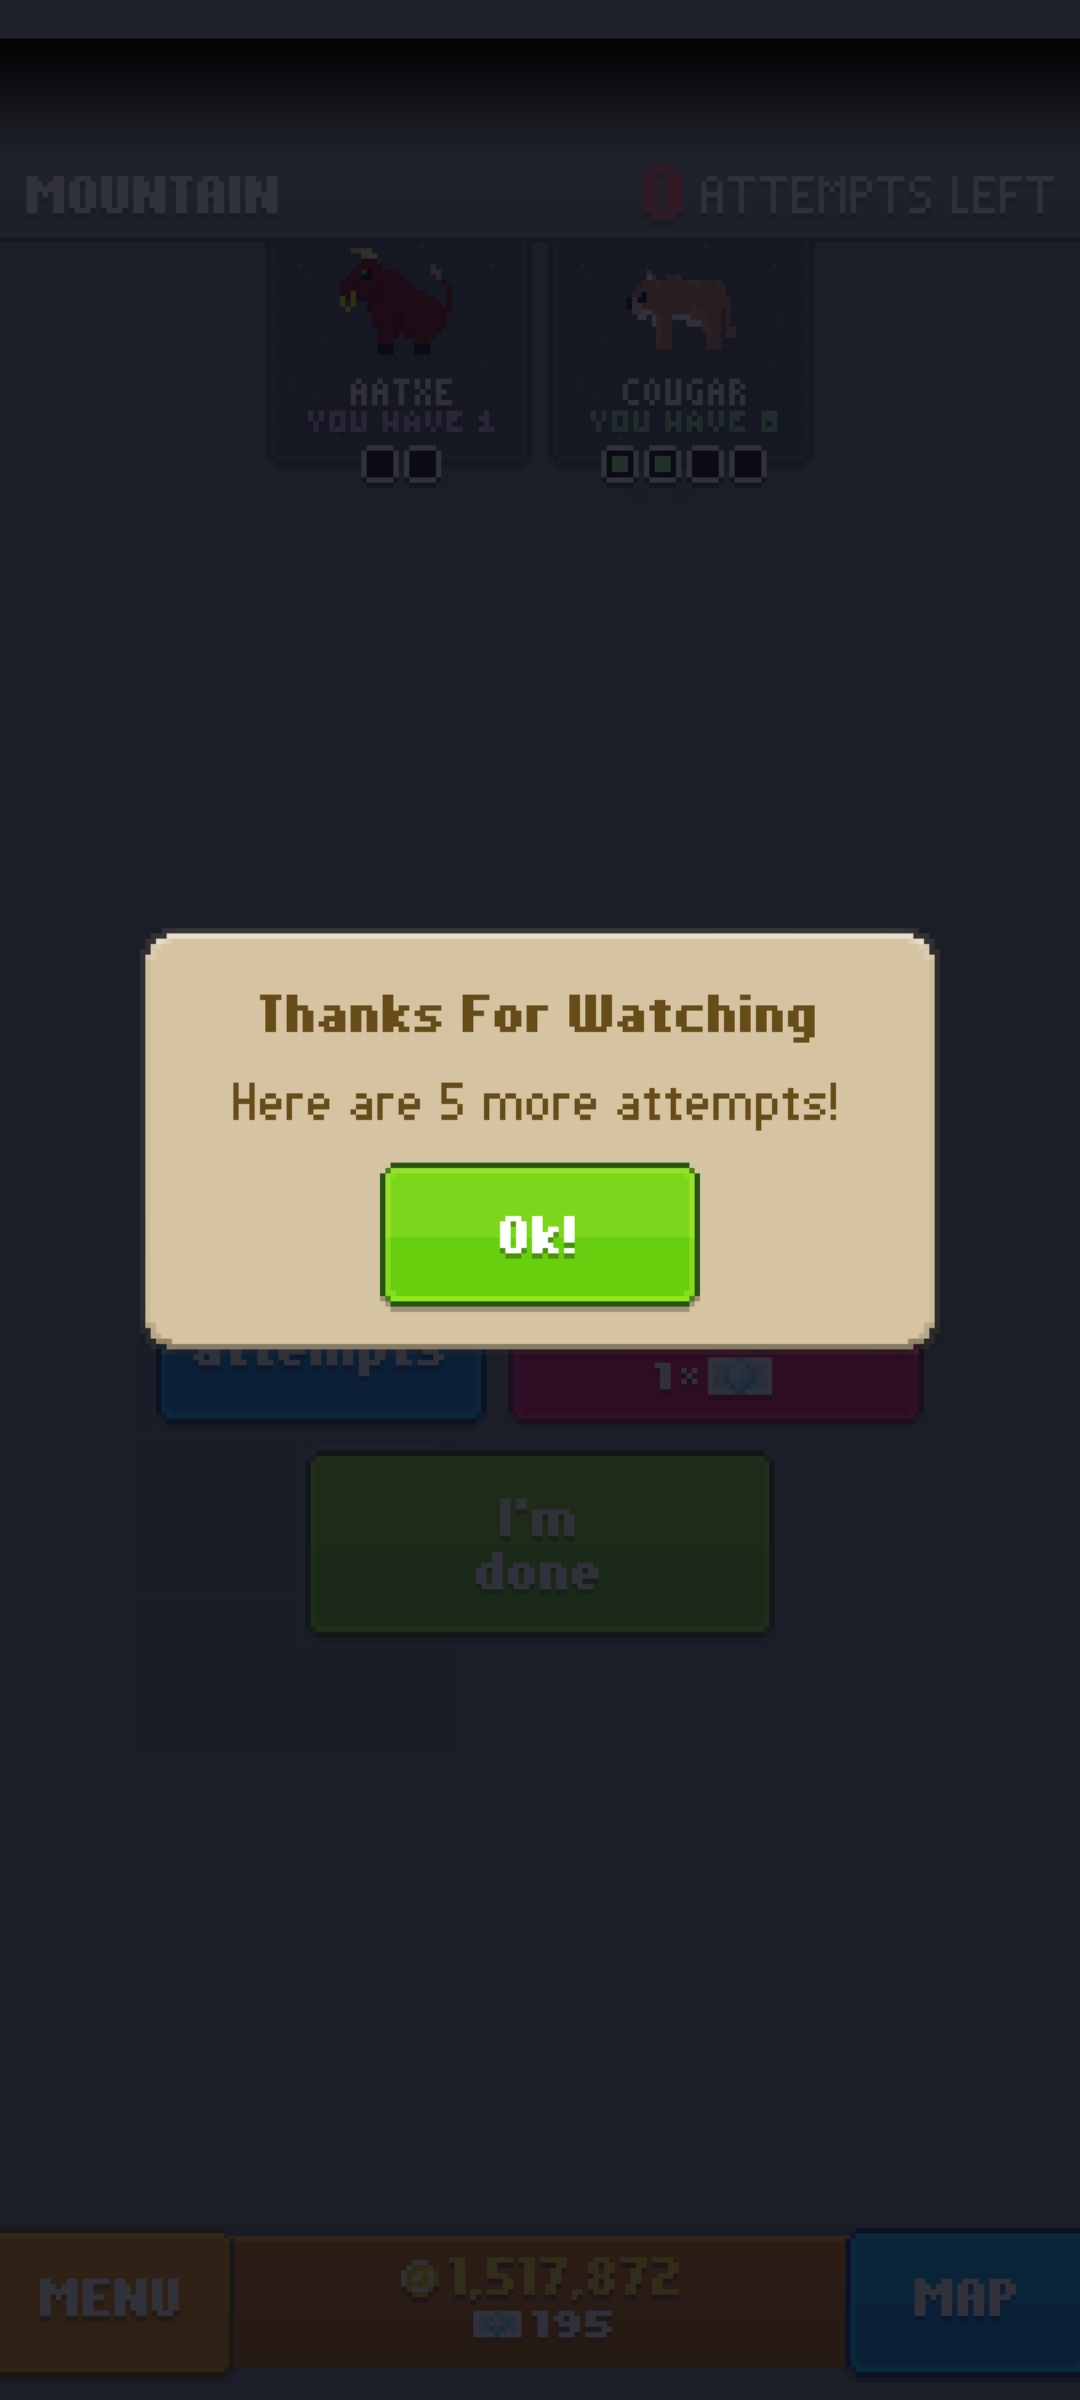 MOUNTAIN
0 ATTEMPTS LEFT
AATXE
YOU HAVE 1
COUGAR
YOU HAVE 8
Thanks For Watching
Here are 5 more attempts!
Ok!
attempts
1×
I'm
done
MENU
1,517,872
195
MAP